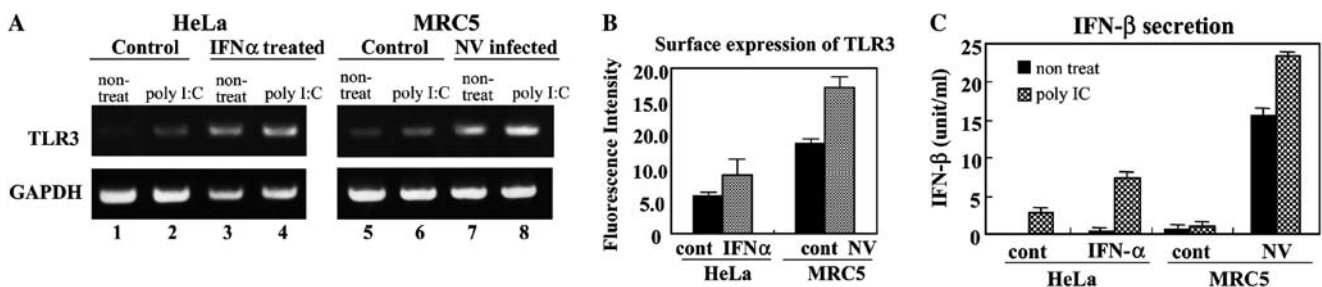 A
HeLa
MRC5
Control
IFNα treated
Control
NV infected
non-
treat
poly I:C
non-
treat
poly I:C
non-
treat
poly I:C
non-
treat
poly I:C
TLR3
GAPDH
1 2 3 4 5 6 7 8
B
Surface expression of TLR3
Fluorescence Intensity
20.0
15.0
20.0
10.0
5.0
0
cont IFNα
cont NV
HeLa
MRC5
C
IFN-β secretion
IFN-β (unit/ml)
25
20
15
10
5
0
non treat
poly IC
cont
IFN-α
cont
NV
HeLa
MRC5